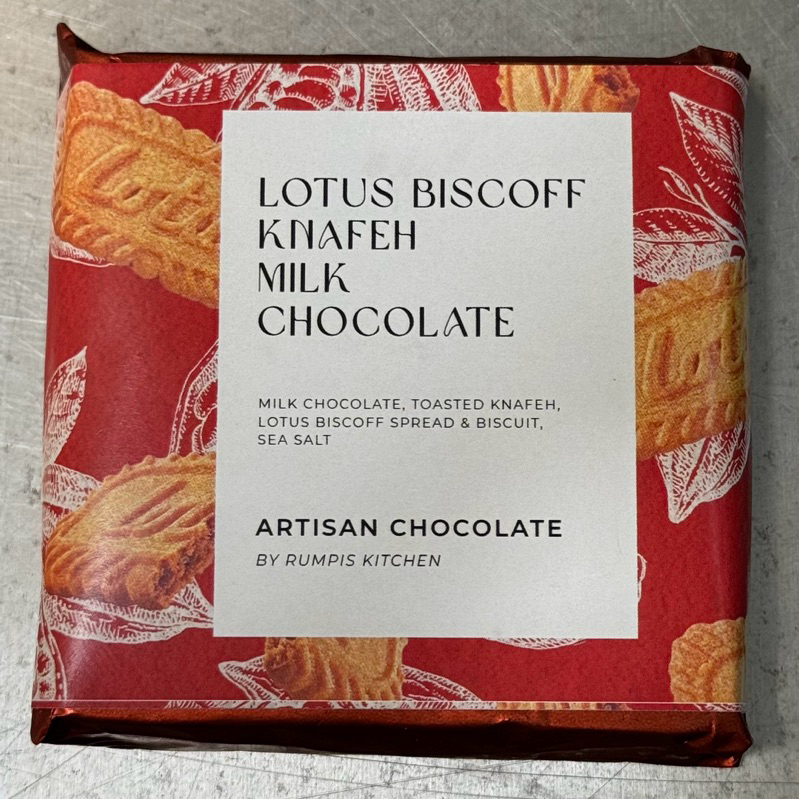 LOTUS BISCOFF
KNAFEH
MILK
CHOCOLATE
MILK CHOCOLATE, TOASTED KNAFEH,
LOTUS BISCOFF SPREAD & BISCUIT,
SEA SALT
ARTISAN CHOCOLATE
BY RUMPIS KITCHEN